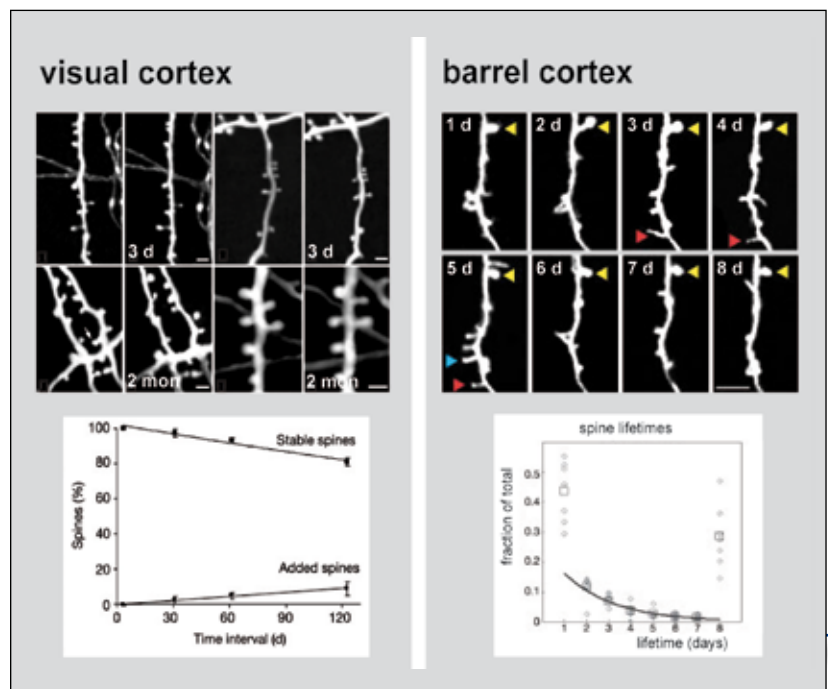 visual cortex
3 d
3 d
2 mon
2 mon
100
80
60
40
20
0
Spines (%)
Stable spines
Added spines
0 30 60 90 120
Time interval (d)
barrel cortex
1 d 2 d 3 d 4 d
5 d 6 d 7 d 8 d
spine lifetimes
fraction of total
0.5
0.4
0.3
0.2
0.1
0
1 2 3 4 5 6 7 8
lifetime (days)